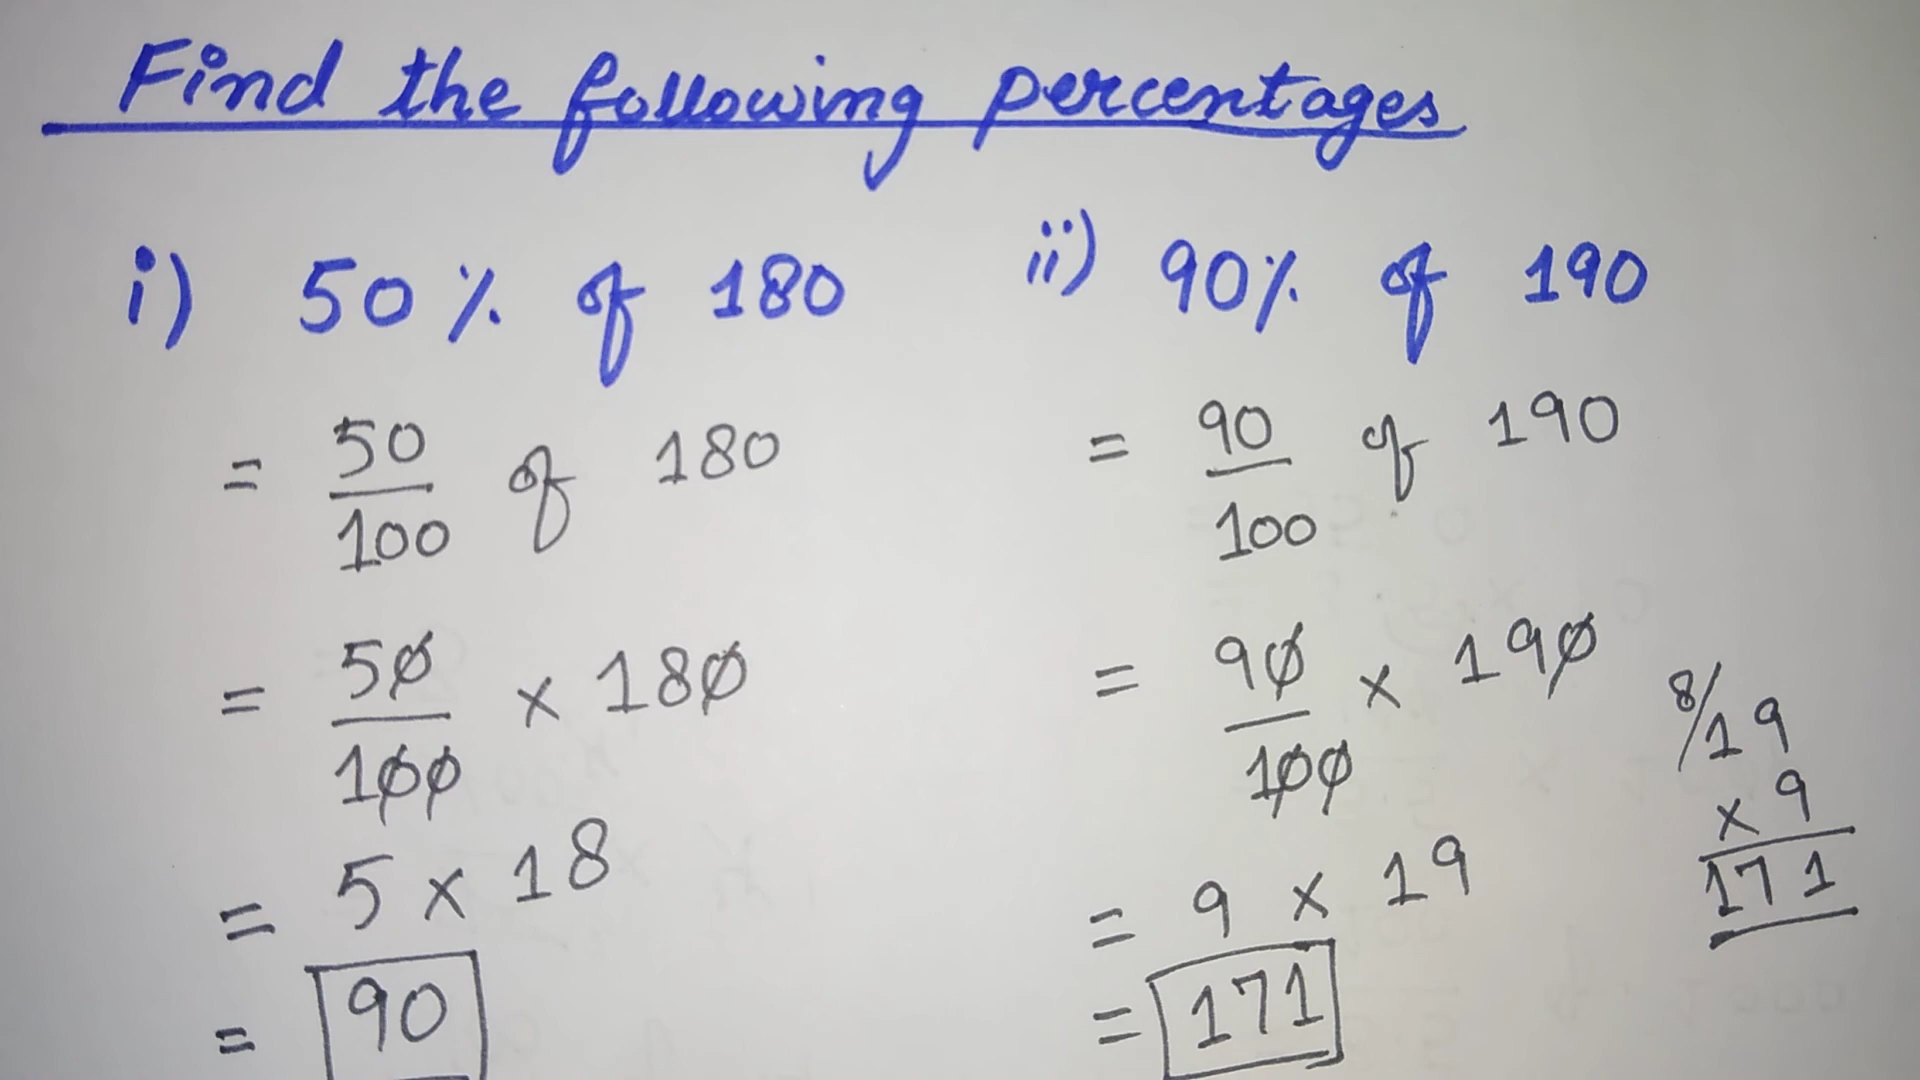 Find the following percentages
i) 50% of 180
= 50/100 of 180
= 50/100 x 180
= 5 x 18
= 90
ii) 90% of 190
= 90/100 of 190
= 90/100 x 190
= 9 x 19
= 171
8/19
x 9
171